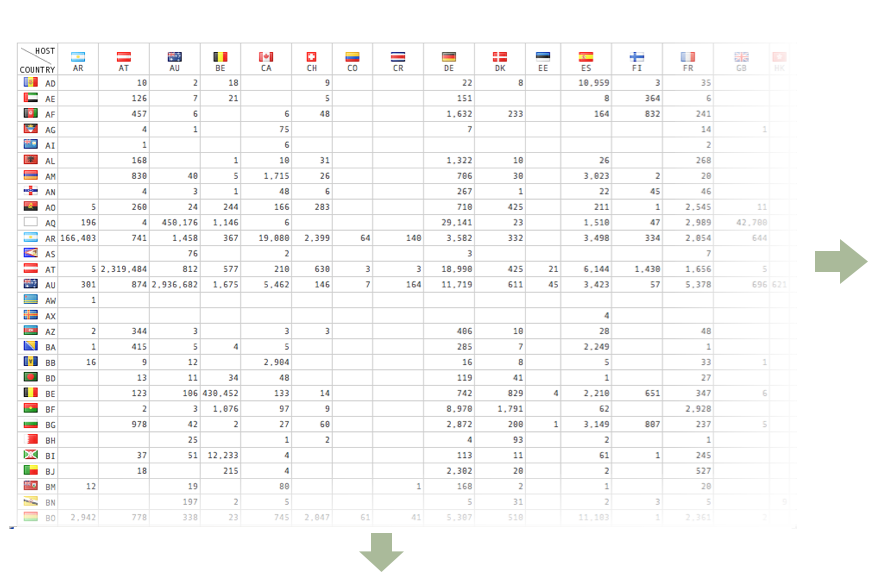 HOST
COUNTRY AR AT AU BE CA CH CO CR DE DK EE ES FI FR GB HK
AD 10 2 18 9 22 8 10,959 3 35
AE 126 7 21 5 151 8 364 6
AF 457 6 6 48 1,632 233 164 832 241
AG 4 1 75 7 14 1
AI 1 6 2
AL 168 1 10 31 1,322 10 26 268
AM 830 40 5 1,715 26 706 30 3,023 2 20
AN 4 3 1 48 6 267 1 22 45 46
AO 5 260 24 244 166 283 710 425 211 1 2,545 11
AQ 196 4 450,176 1,146 6 29,141 23 1,510 47 2,989 42,700
AR 166,403 741 1,458 367 19,080 2,399 64 140 3,582 332 3,498 334 2,054 644
AS 76 2 3 7
AT 5 2,319,484 812 577 210 630 3 3 18,990 425 21 6,144 1,430 1,656 5
AU 301 874 2,936,682 1,675 5,462 146 7 164 11,719 611 45 3,423 57 5,378 696 621
AW 1
AX 4
AZ 2 344 3 3 3 406 10 28 48
BA 1 415 5 4 5 285 7 2,249 1
BB 16 9 12 2,904 16 8 5 33 1
BD 13 11 34 48 119 41 1 27
BE 123 106 430,452 133 14 742 829 4 2,210 651 347 6
BF 2 3 1,076 97 9 8,970 1,791 62 2,928
BG 978 42 2 27 60 2,872 200 1 3,149 807 237 5
BH 25 1 2 4 93 2 1
BI 37 51 12,233 4 113 11 61 1 245
BJ 18 215 4 2,302 20 2 527
BM 12 19 80 1 168 2 1 20
BN 197 2 5 5 31 2 3 5
BO 2,942 778 338 23 745 2,047 61 41 5,307 510 11,103 1 2,361